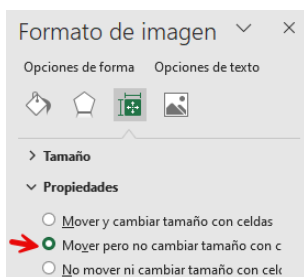 Formato de imagen
Opciones de forma Opciones de texto
Tamaño
Propiedades
Mover y cambiar tamaño con celdas
Mover pero no cambiar tamaño con c
No mover ni cambiar tamaño con celd